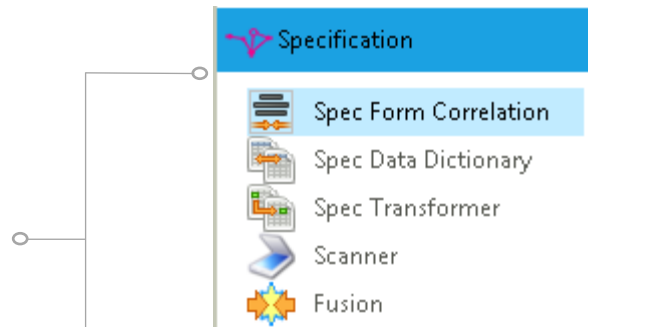 Specification
Spec Form Correlation
Spec Data Dictionary
Spec Transformer
Scanner
Fusion